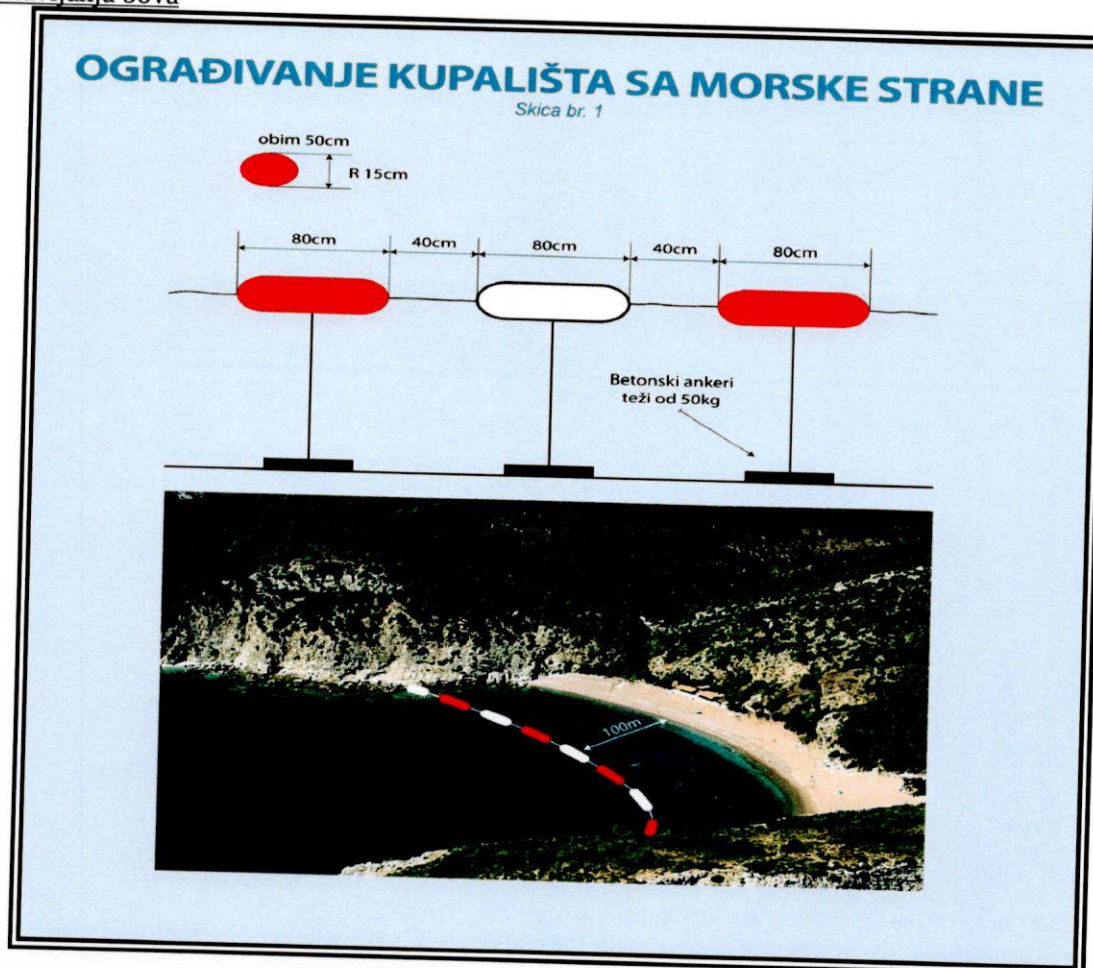 OGRAĐIVANJE KUPALIŠTA SA MORSKE STRANE
Skica br. 1
obim 50cm
R 15cm
80cm 40cm 80cm 40cm 80cm
Betonski ankeri
teži od 50kg
100m